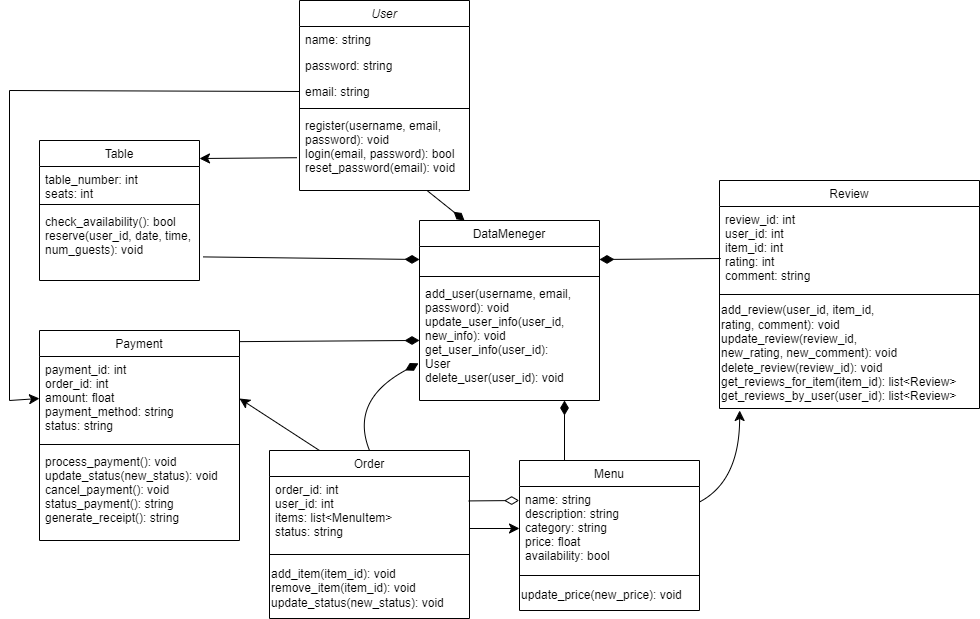 User
name: string
password: string
email: string
register(username, email,
password): void
login(email, password): bool
reset_password(email): void
Table
table_number: int
seats: int
check_availability(): bool
reserve(user_id, date, time,
num_guests): void
DataMeneger
add_user(username, email,
password): void
update_user_info(user_id,
new_info): void
get_user_info(user_id):
User
delete_user(user_id): void
Review
review_id: int
user_id: int
item_id: int
rating: int
comment: string
add_review(user_id, item_id,
rating, comment): void
update_review(review_id,
new_rating, new_comment): void
delete_review(review_id): void
get_reviews_for_item(item_id): list<Review>
get_reviews_by_user(user_id): list<Review>
Payment
payment_id: int
order_id: int
amount: float
payment_method: string
status: string
process_payment(): void
update_status(new_status): void
cancel_payment(): void
status_payment(): string
generate_receipt(): string
Order
order_id: int
user_id: int
items: list<MenuItem>
status: string
add_item(item_id): void
remove_item(item_id): void
update_status(new_status): void
Menu
name: string
description: string
category: string
price: float
availability: bool
update_price(new_price): void